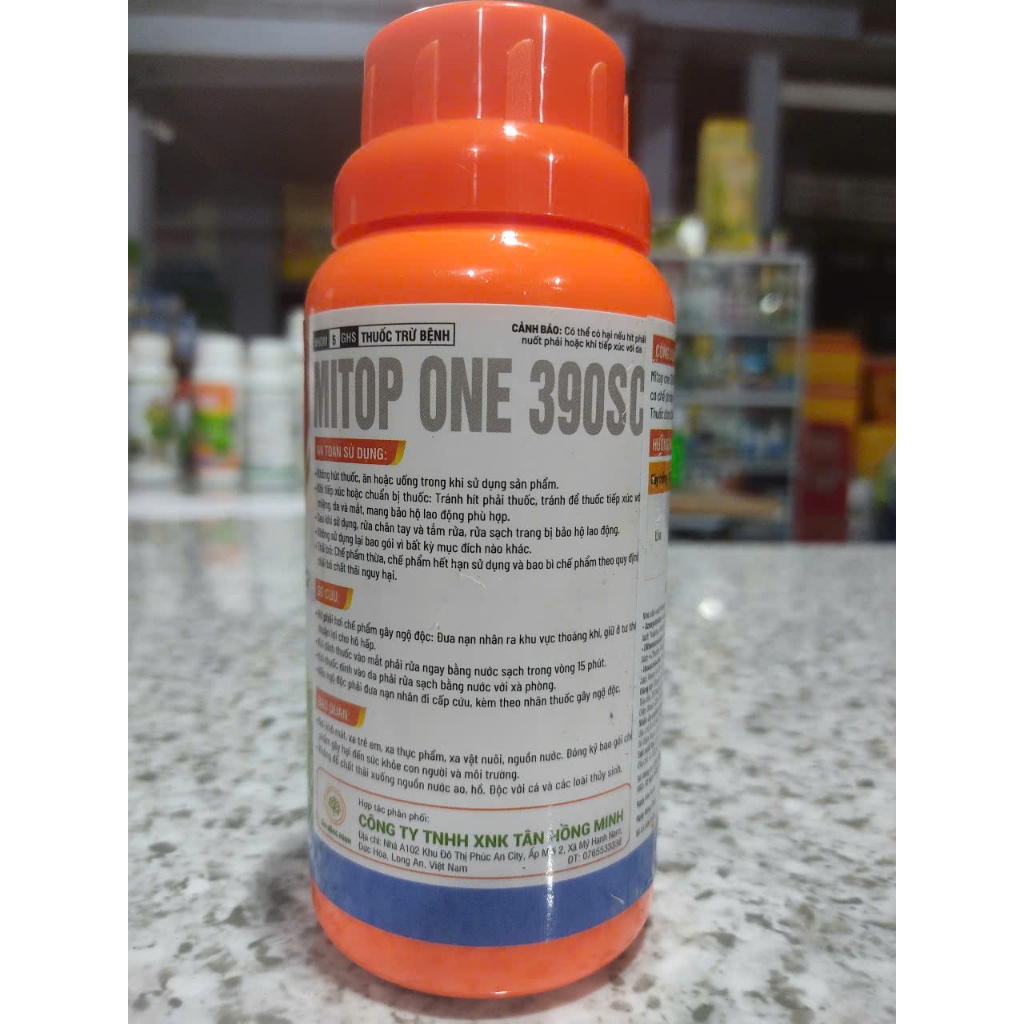 5 GHS THUỐC TRỪ BỆNH
CẢNH BÁO: Có thể có hại nếu hít phải
nuốt phải hoặc khi tiếp xúc với da
MITOP ONE 390SC
AN TOÀN SỬ DỤNG:
-Không hút thuốc, ăn hoặc uống trong khi sử dụng sản phẩm.
tiếp xúc hoặc chuẩn bị thuốc: Tránh hít phải thuốc, tránh để thuốc tiếp xúc với
miệng, da và mắt, mang bảo hộ lao động phù hợp.
-Sau khi sử dụng, rửa chân tay và tắm rửa, rửa sạch trang bị bảo hộ lao động.
-Không sử dụng lại bao gói vì bất kỳ mục đích nào khác.
Chế phẩm thừa, chế phẩm hết hạn sử dụng và bao bì chế phẩm theo quy định
bỏ chất thải nguy hại.
SƠ CỨU:
phải hơi chế phẩm gây ngộ độc: Đưa nạn nhân ra khu vực thoáng khí, giữ ở tư thế
lợi cho hô hấp.
dính thuốc vào mắt phải rửa ngay bằng nước sạch trong vòng 15 phút.
thuốc dính vào da phải rửa sạch bằng nước với xà phòng.
ngộ độc phải đưa nạn nhân đi cấp cứu, kèm theo nhãn thuốc gây ngộ độc.
BẢO QUẢN:
mát, xa trẻ em, xa thực phẩm, xa vật nuôi, nguồn nước. Đóng kỹ bao gói chế
phẩm gây hại đến sức khỏe con người và môi trường.
-Không đổ chất thải xuống nguồn nước ao, hồ. Độc với cá và các loài thủy sinh.
Hợp tác phân phối:
CÔNG TY TNHH XNK TÂN HỒNG MINH
Địa chỉ: Nhà A102 Khu Đô Thị Phúc An City, Ấp Mới 2, Xã Mỹ Hạnh Nam,
Đức Hòa, Long An, Việt Nam
ĐT: 0765533338